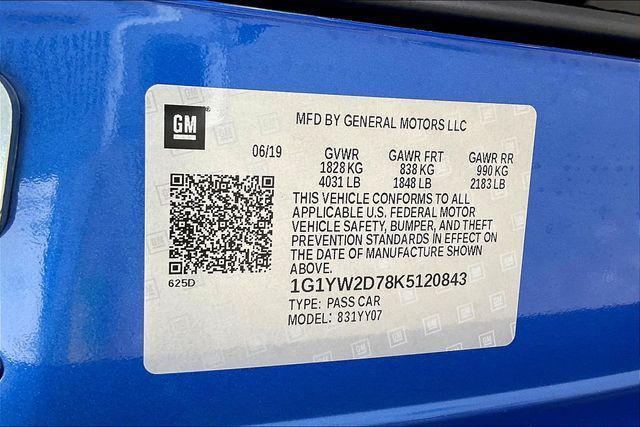 GM
MFD BY GENERAL MOTORS LLC
06/19 GVWR GAWR FRT GAWR RR
1828 KG 838 KG 990 KG
4031 LB 1848 LB 2183 LB
THIS VEHICLE CONFORMS TO ALL
APPLICABLE U.S. FEDERAL MOTOR
VEHICLE SAFETY, BUMPER, AND THEFT
PREVENTION STANDARDS IN EFFECT ON
THE DATE OF MANUFACTURE SHOWN
ABOVE.
625D
1G1YW2D78K5120843
TYPE: PASS CAR
MODEL: 831YY07